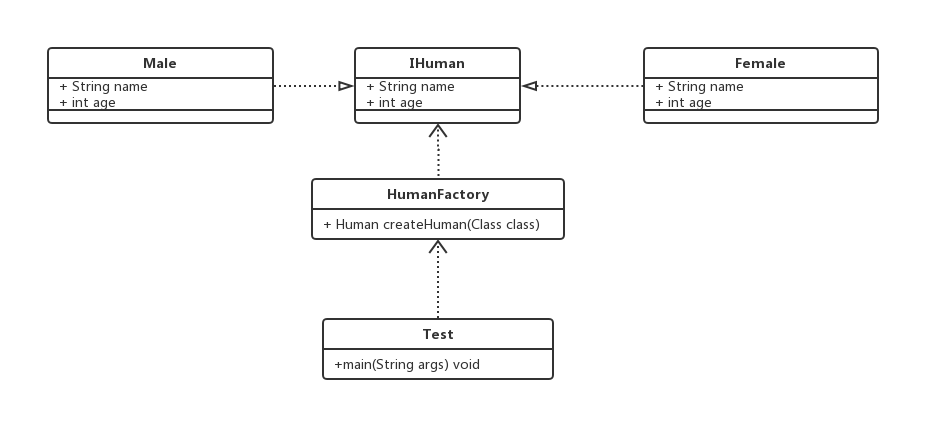 Male
+ String name
+ int age
IHuman
+ String name
+ int age
Female
+ String name
+ int age
HumanFactory
+ Human createHuman(Class class)
Test
+main(String args) void